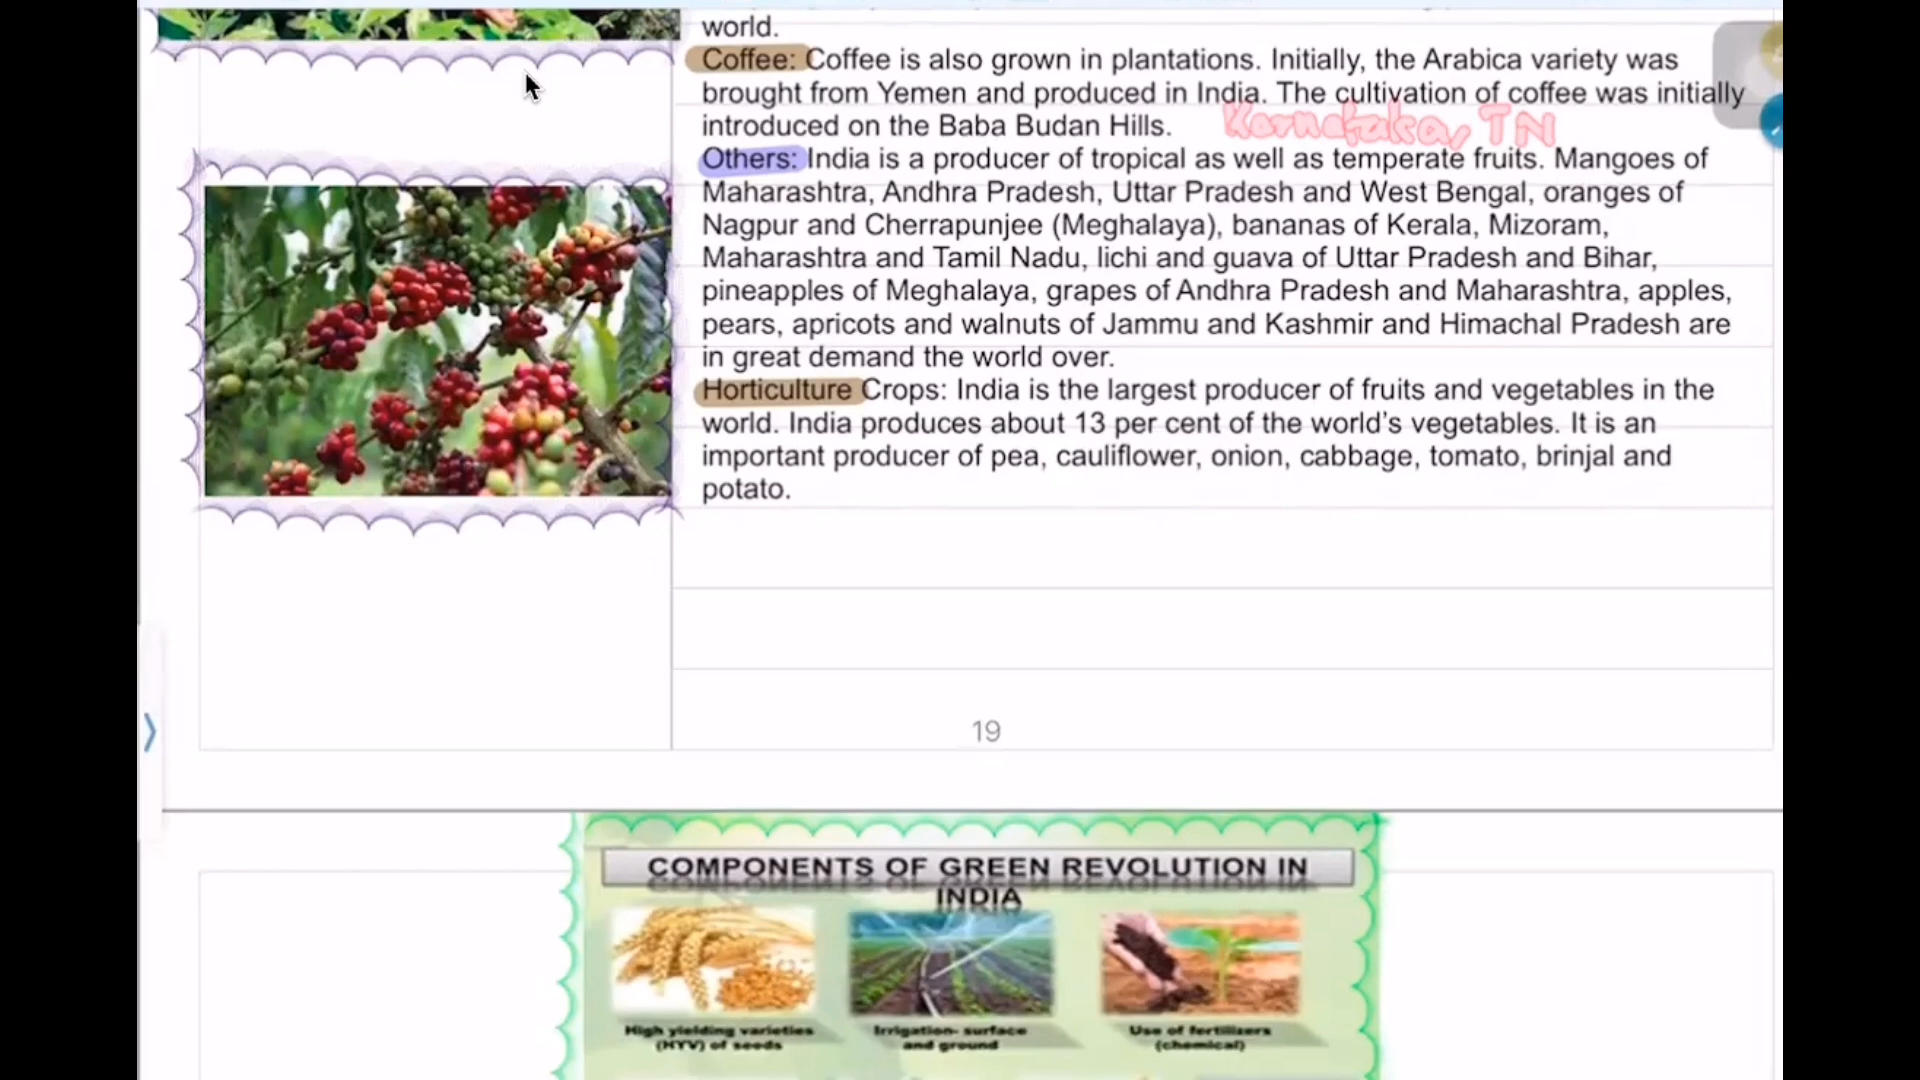 world.
Coffee: Coffee is also grown in plantations. Initially, the Arabica variety was
brought from Yemen and produced in India. The cultivation of coffee was initially
introduced on the Baba Budan Hills.
Karnataka, TN
Others: India is a producer of tropical as well as temperate fruits. Mangoes of
Maharashtra, Andhra Pradesh, Uttar Pradesh and West Bengal, oranges of
Nagpur and Cherrapunjee (Meghalaya), bananas of Kerala, Mizoram,
Maharashtra and Tamil Nadu, lichi and guava of Uttar Pradesh and Bihar,
pineapples of Meghalaya, grapes of Andhra Pradesh and Maharashtra, apples,
pears, apricots and walnuts of Jammu and Kashmir and Himachal Pradesh are
in great demand the world over.
Horticulture Crops: India is the largest producer of fruits and vegetables in the
world. India produces about 13 per cent of the world's vegetables. It is an
important producer of pea, cauliflower, onion, cabbage, tomato, brinjal and
potato.
19
COMPONENTS OF GREEN REVOLUTION IN
INDIA
High yielding varieties
(HYV) of seeds
Irrigation- surface
and ground
Use of fertilizers
(chemical)